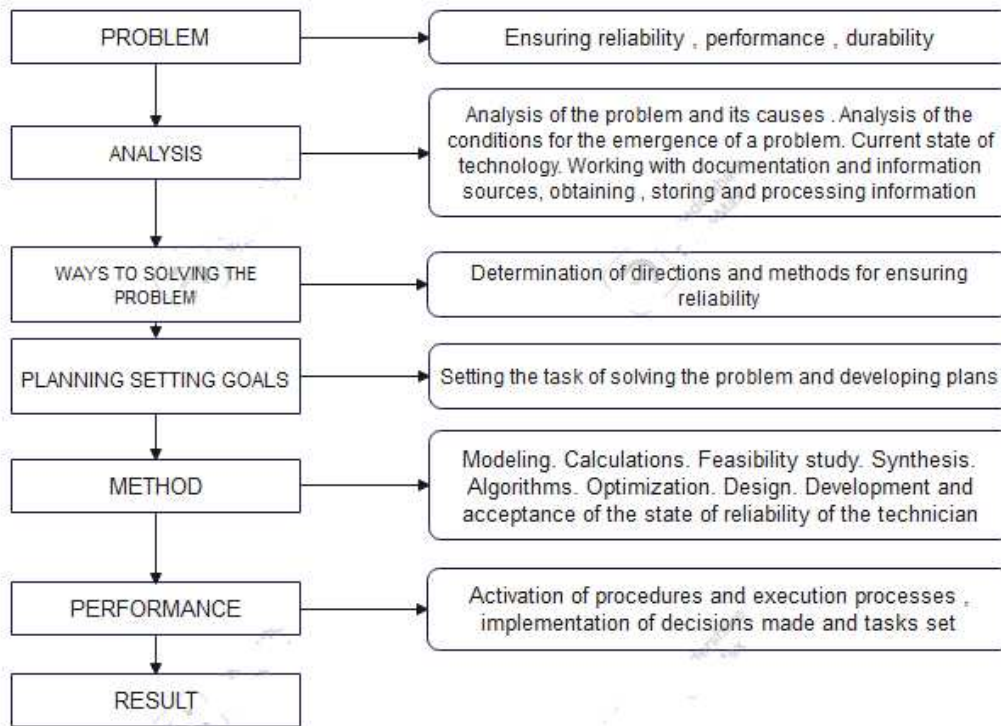 PROBLEM
Ensuring reliability , performance , durability
ANALYSIS
Analysis of the problem and its causes . Analysis of the
conditions for the emergence of a problem. Current state of
technology. Working with documentation and information
sources, obtaining , storing and processing information
WAYS TO SOLVING THE
PROBLEM
Determination of directions and methods for ensuring
reliability
PLANNING SETTING GOALS
Setting the task of solving the problem and developing plans
METHOD
Modeling. Calculations. Feasibility study. Synthesis.
Algorithms. Optimization. Design. Development and
acceptance of the state of reliability of the technician
PERFORMANCE
Activation of procedures and execution processes ,
implementation of decisions made and tasks set
RESULT